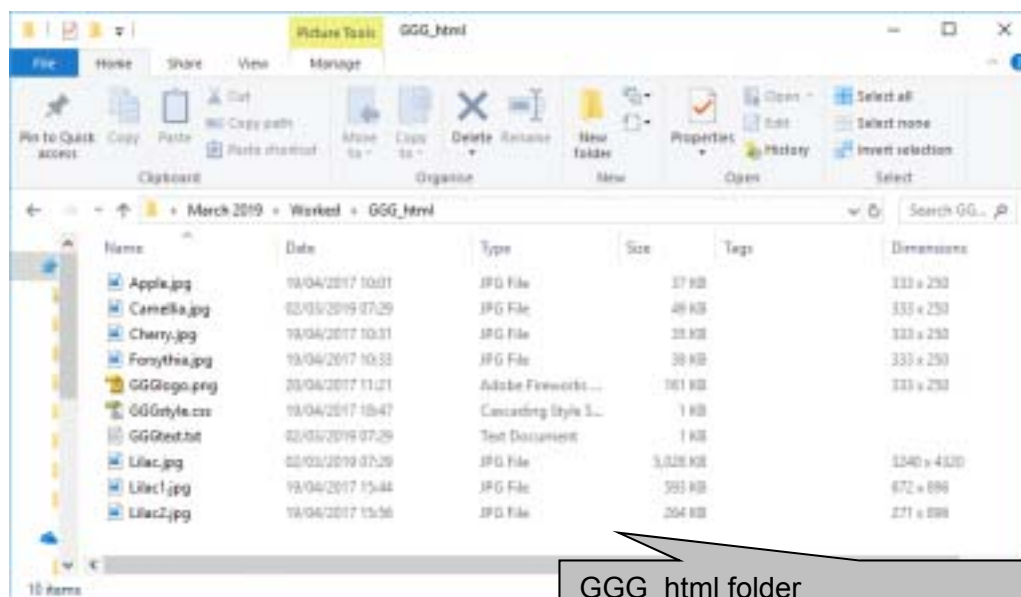 Picture Tools GGG_html
File Home Share View Manage
Pin to Quick access Copy Paste Cut Copy path Paste shortcut Move to Copy to Delete Rename New folder Properties Open Edit History Select all Select none Invert selection
Clipboard Organise New Open Select
March 2019 Worked GGG_html Search GG...
Name Date Type Size Tags Dimensions
Apple.jpg 19/04/2017 10:01 JPG File 37 KB 333 x 250
Camellia.jpg 02/03/2019 07:29 JPG File 49 KB 333 x 250
Cherry.jpg 19/04/2017 10:31 JPG File KB 333 x 250
Forsythia.jpg 19/04/2017 10:33 JPG File 38 KB 333 x 250
GGGlogo.png 20/04/2017 11:21 Adobe Fireworks ... 161 KB 333 x 250
GGGstyle.css 19/04/2017 18:47 Cascading Style S... 1 KB
GGGtext.txt 02/03/2019 07:29 Text Document 1 KB
Lilac.jpg 02/03/2019 07:29 JPG File 5,028 KB 3240 x 4320
Lilac1.jpg 19/04/2017 15:44 JPG File 593 KB 672 x 896
Lilac2.jpg 19/04/2017 15:56 JPG File 264 KB 271 x 896
10 items
GGG_html folder